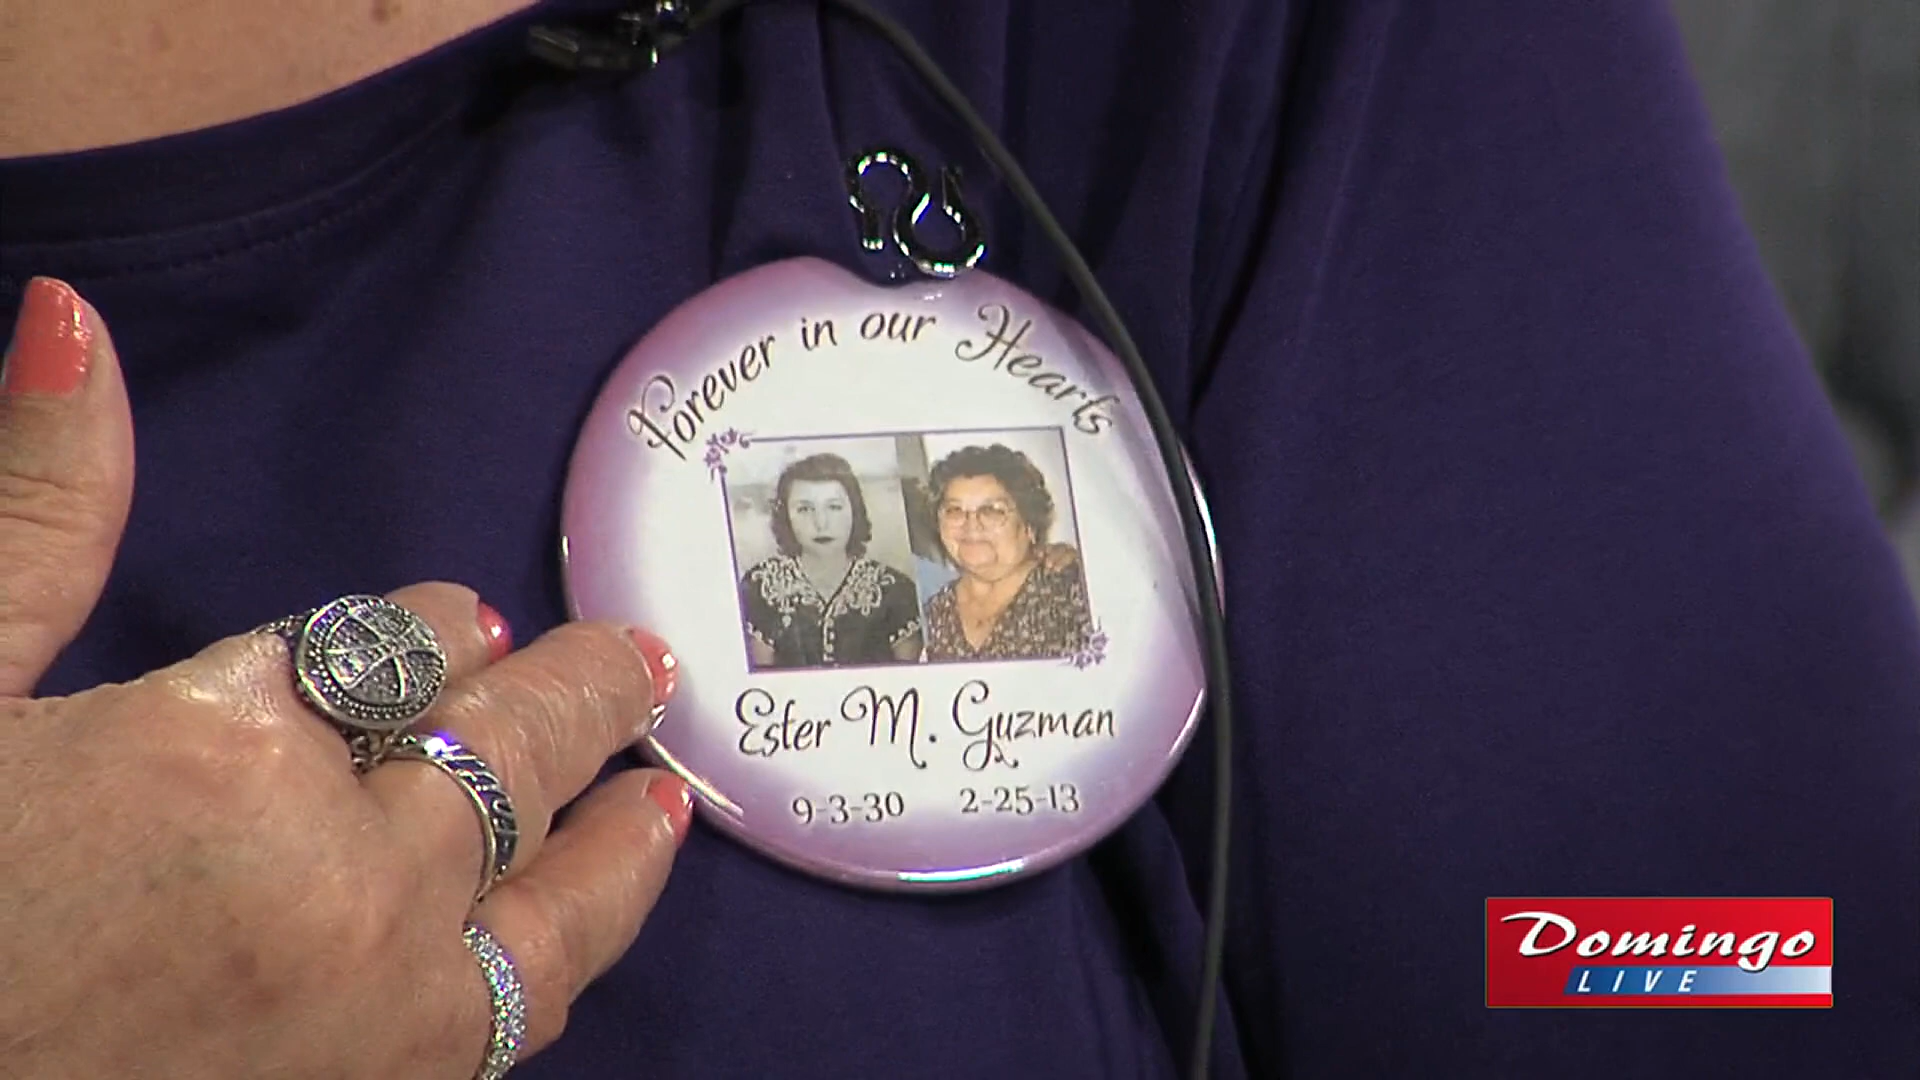 Forever in our Hearts
Ester M. Guzman
9-3-30 2-25-13
Domingo
LIVE